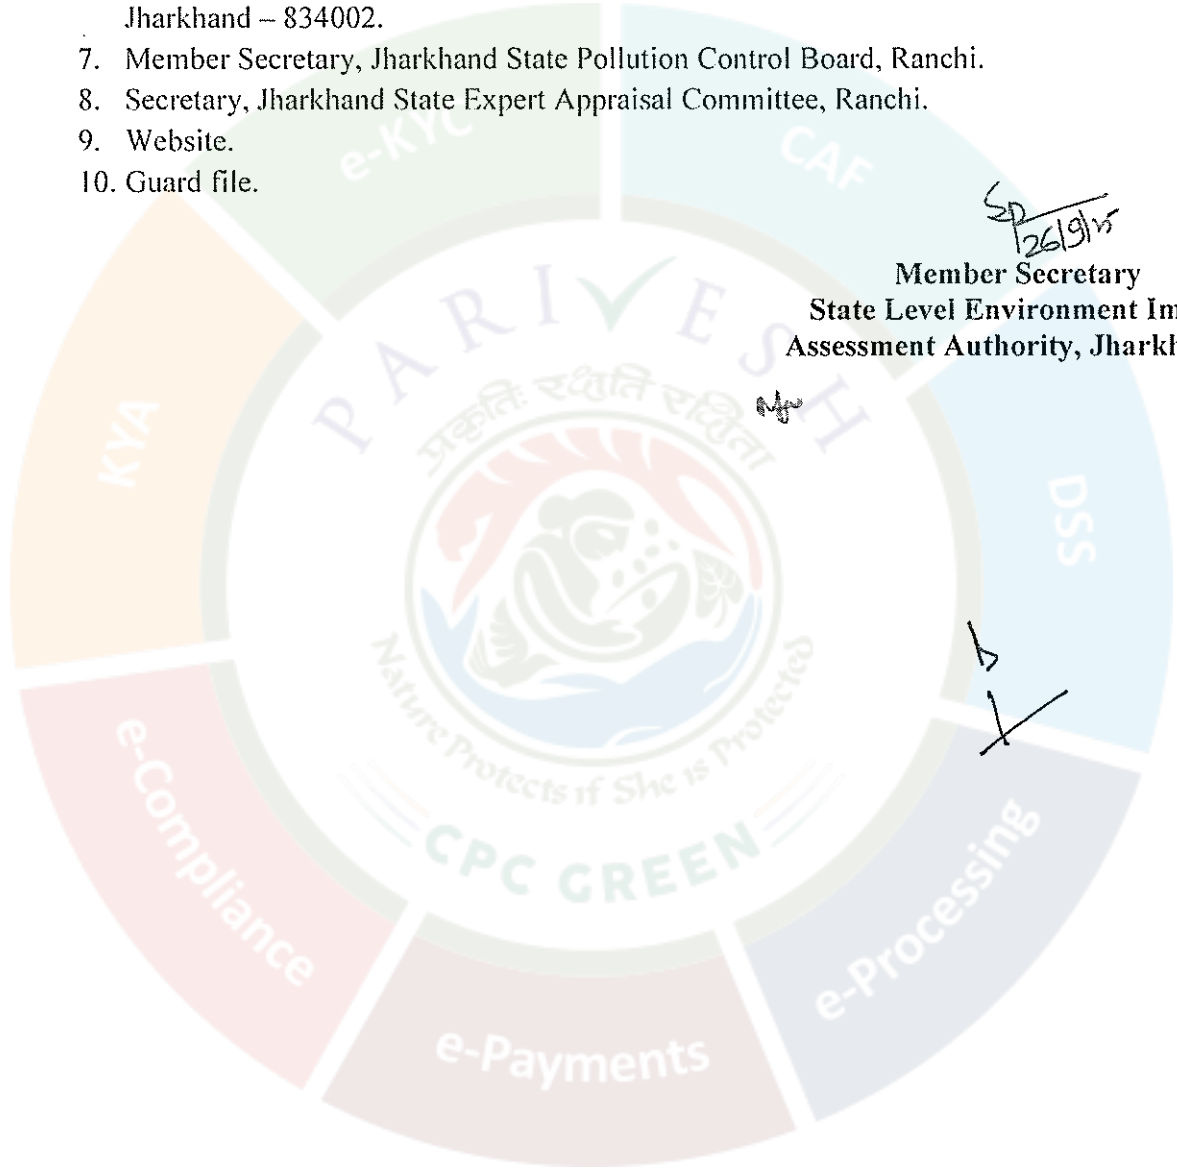 Jharkhand – 834002.
7. Member Secretary, Jharkhand State Pollution Control Board, Ranchi.
8. Secretary, Jharkhand State Expert Appraisal Committee, Ranchi.
9. Website.
10. Guard file.
26/9/25
Member Secretary
State Level Environment Im
Assessment Authority, Jharkh
e-KYC
CAF
KYA
DSS
PARIVESH
प्रकृतिः रक्षति रक्षिता
Nature Protects if She is Protected
CPC GREEN
e-Compliance
e-Processing
e-Payments